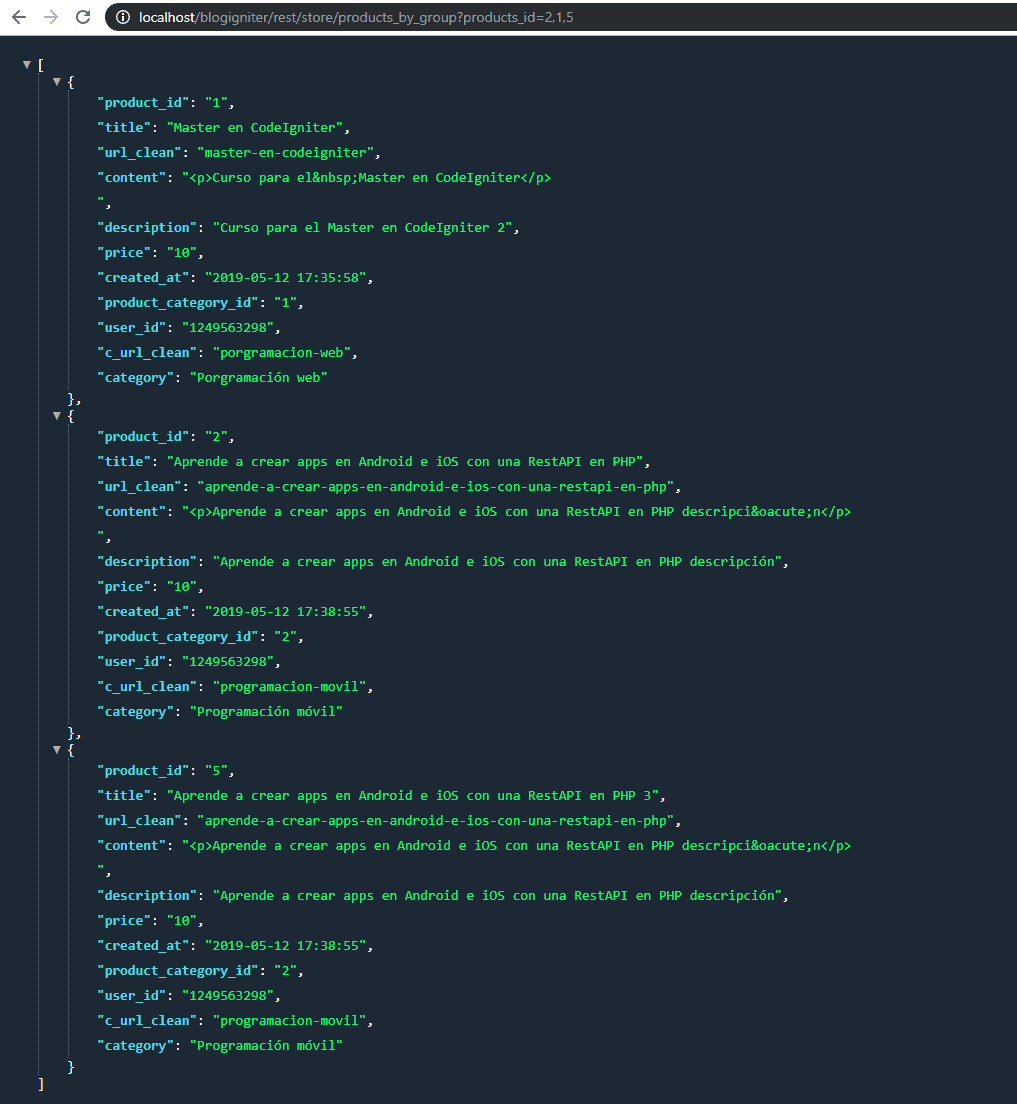 localhost/blogigniter/rest/store/products_by_group?products_id=2,1,5
[
{
"product_id": "1",
"title": "Master en CodeIgniter",
"url_clean": "master-en-codeigniter",
"content": "<p>Curso para el&nbsp;Master en CodeIgniter</p>
",
"description": "Curso para el Master en CodeIgniter 2",
"price": "10",
"created_at": "2019-05-12 17:35:58",
"product_category_id": "1",
"user_id": "1249563298",
"c_url_clean": "porgramacion-web",
"category": "Porgramación web"
},
{
"product_id": "2",
"title": "Aprende a crear apps en Android e iOS con una RestAPI en PHP",
"url_clean": "aprende-a-crear-apps-en-android-e-ios-con-una-restapi-en-php",
"content": "<p>Aprende a crear apps en Android e iOS con una RestAPI en PHP descripci&oacute;n</p>
",
"description": "Aprende a crear apps en Android e iOS con una RestAPI en PHP descripción",
"price": "10",
"created_at": "2019-05-12 17:38:55",
"product_category_id": "2",
"user_id": "1249563298",
"c_url_clean": "programacion-movil",
"category": "Programación móvil"
},
{
"product_id": "5",
"title": "Aprende a crear apps en Android e iOS con una RestAPI en PHP 3",
"url_clean": "aprende-a-crear-apps-en-android-e-ios-con-una-restapi-en-php",
"content": "<p>Aprende a crear apps en Android e iOS con una RestAPI en PHP descripci&oacute;n</p>
",
"description": "Aprende a crear apps en Android e iOS con una RestAPI en PHP descripción",
"price": "10",
"created_at": "2019-05-12 17:38:55",
"product_category_id": "2",
"user_id": "1249563298",
"c_url_clean": "programacion-movil",
"category": "Programación móvil"
}
]